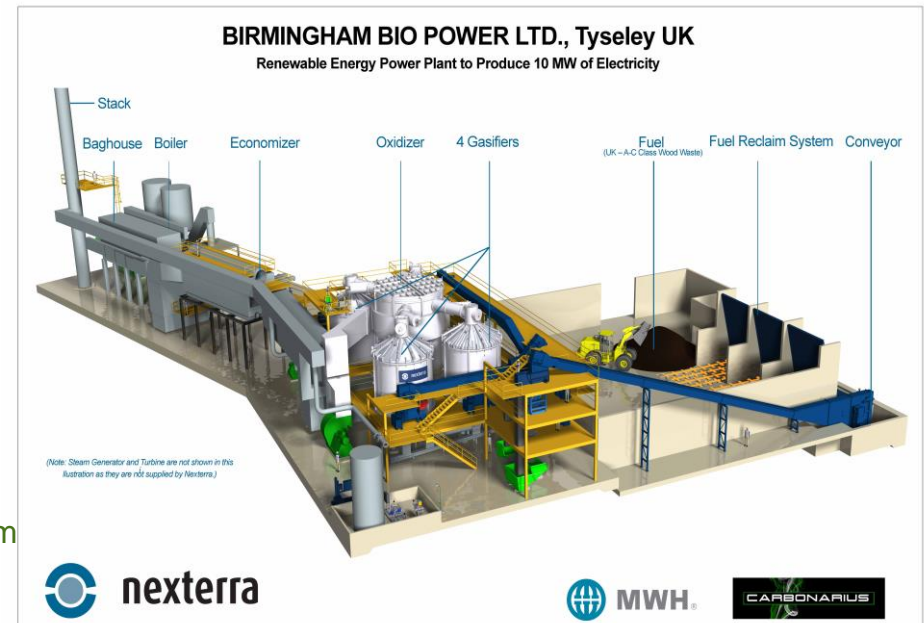 BIRMINGHAM BIO POWER LTD., Tyseley UK
Renewable Energy Power Plant to Produce 10 MW of Electricity
Stack
Baghouse Boiler Economizer Oxidizer 4 Gasifiers Fuel Fuel Reclaim System Conveyor
(UK – A-C Class Wood Waste)
NEXTERRA
(Note: Steam Generator and Turbine are not shown in this
illustration as they are not supplied by Nexterra.)
m
nexterra
MWH®
CARBONARIUS